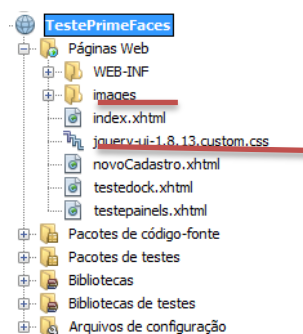 TestePrimeFaces
Páginas Web
WEB-INF
images
index.xhtml
jquery-ui-1.8.13.custom.css
novoCadastro.xhtml
testedock.xhtml
testepainels.xhtml
Pacotes de código-fonte
Pacotes de testes
Bibliotecas
Bibliotecas de testes
Arquivos de configuração